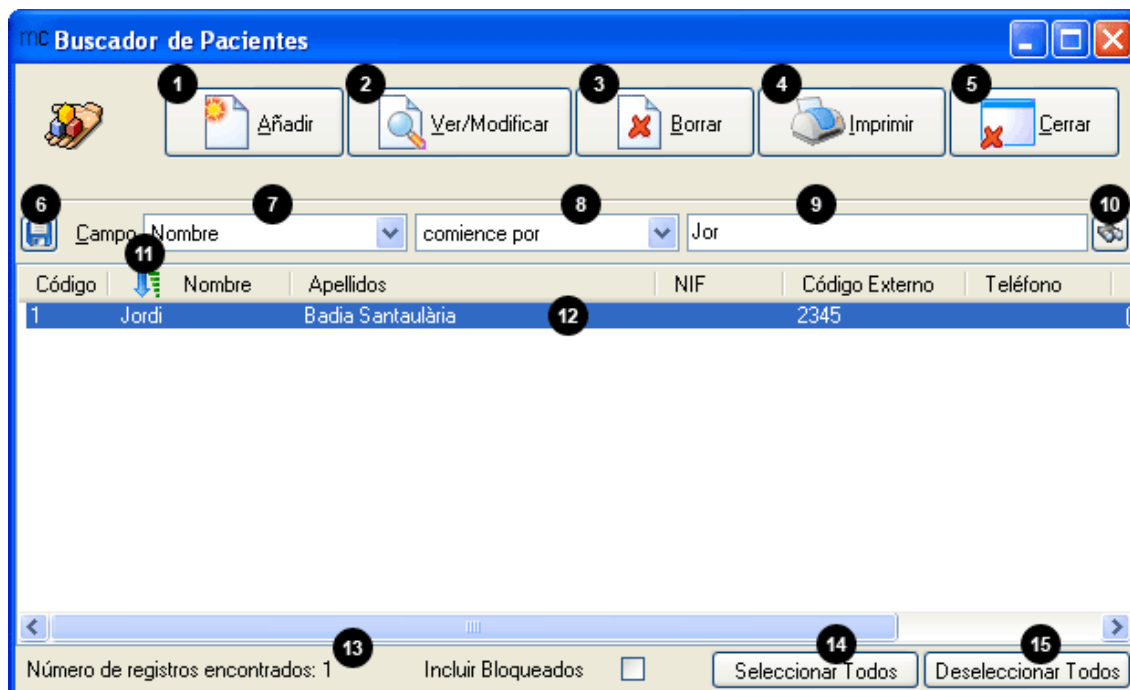 mc Buscador de Pacientes
1 2 3 4 5
Añadir Ver/Modificar Borrar Imprimir Cerrar
6 7 8 9 10
Campo Nombre comience por Jor
11
Código Nombre Apellidos NIF Código Externo Teléfono
1 Jordi Badia Santaulària 12 2345
13 14 15
Número de registros encontrados: 1 Incluir Bloqueados Seleccionar Todos Deseleccionar Todos